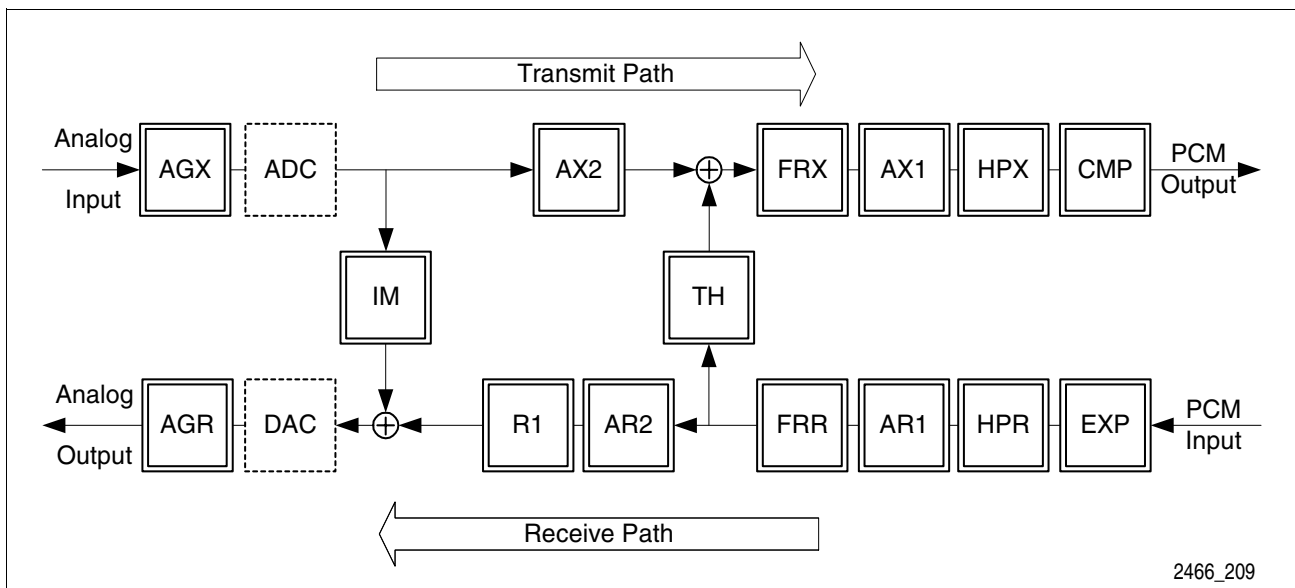 Transmit Path
Analog
Input
AGX
ADC
AX2
FRX
AX1
HPX
CMP
PCM
Output
IM
TH
Analog
Output
AGR
DAC
R1
AR2
FRR
AR1
HPR
EXP
PCM
Input
Receive Path
2466_209